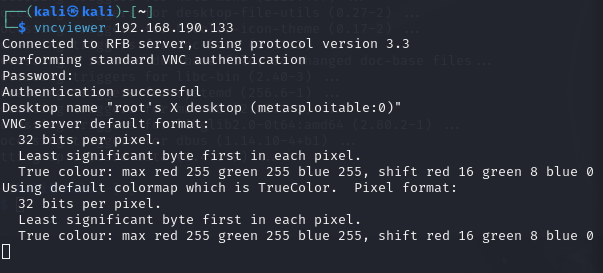 ┌──(kali㉿kali)-[~]
└─$ vncviewer 192.168.190.133
Connected to RFB server, using protocol version 3.3
Performing standard VNC authentication
Password:
Authentication successful
Desktop name "root's X desktop (metasploitable:0)"
VNC server default format:
  32 bits per pixel.
  Least significant byte first in each pixel.
  True colour: max red 255 green 255 blue 255, shift red 16 green 8 blue 0
Using default colormap which is TrueColor.  Pixel format:
  32 bits per pixel.
  Least significant byte first in each pixel.
  True colour: max red 255 green 255 blue 255, shift red 16 green 8 blue 0